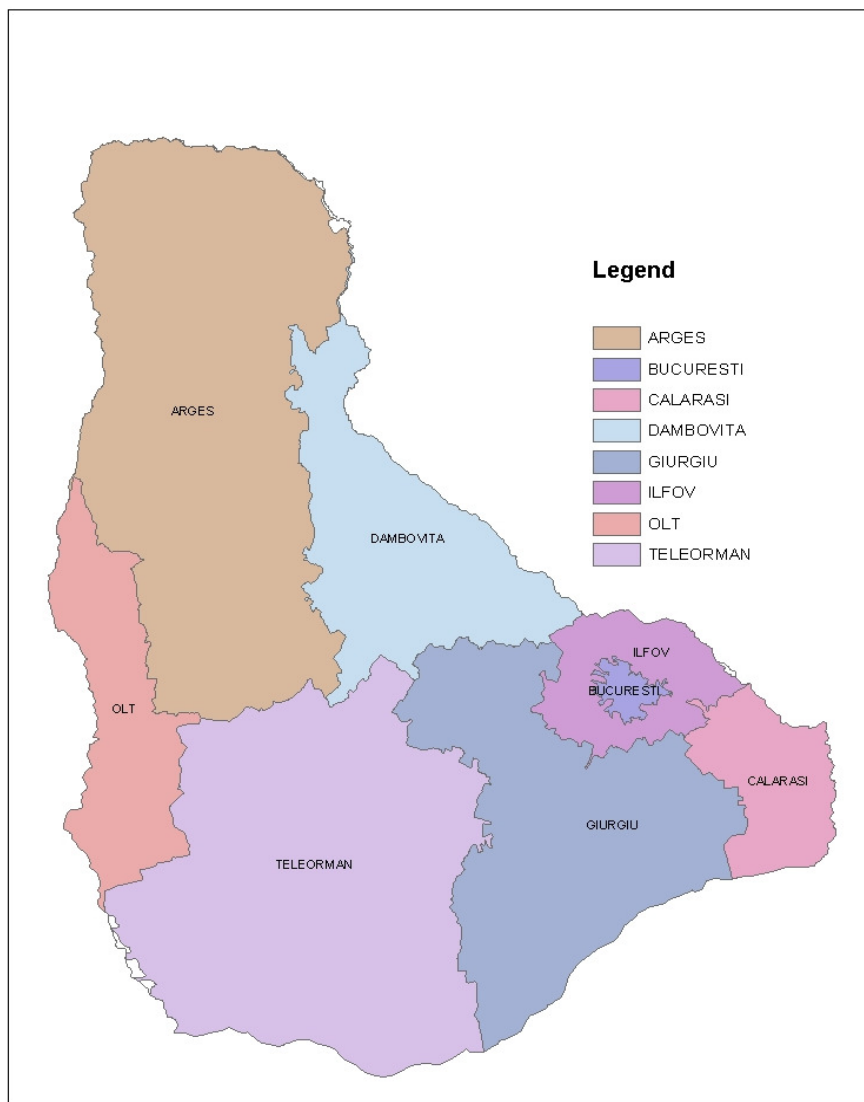 Legend
ARGES
BUCURESTI
CALARASI
DAMBOVITA
GIURGIU
ILFOV
OLT
TELEORMAN
ARGES
DAMBOVITA
ILFOV
BUCURESTI
OLT
CALARASI
GIURGIU
TELEORMAN